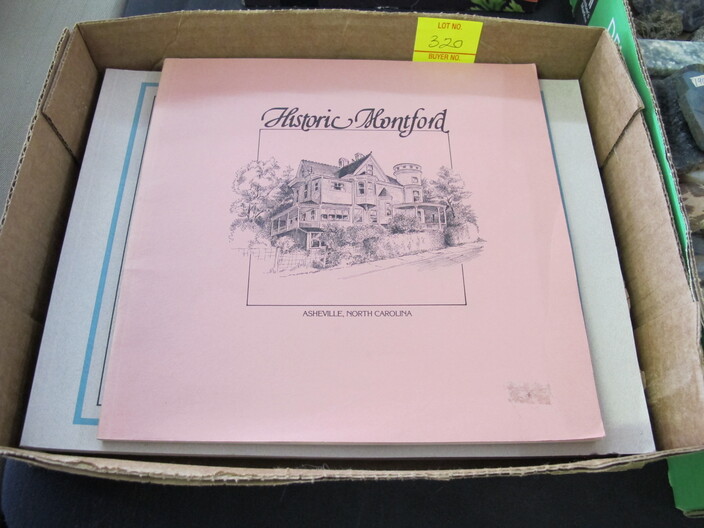 LOT NO.
320
BUYER NO.
Historic Montford
ASHEVILLE, NORTH CAROLINA